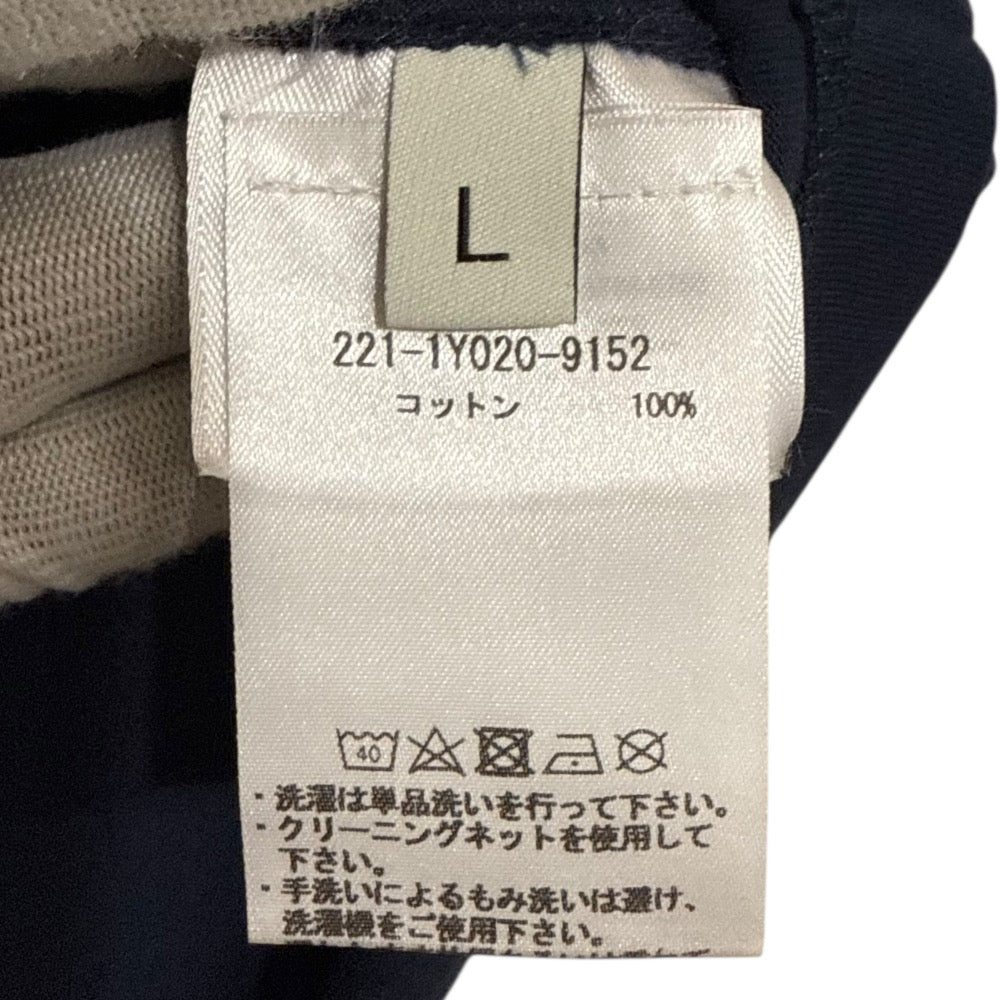 L
221-1Y020-9152
コットン 100%
40
・洗濯は単品洗いを行って下さい。
・クリーニングネットを使用して
下さい。
・手洗いによるもみ洗いは避け、
洗濯機をご使用下さい。